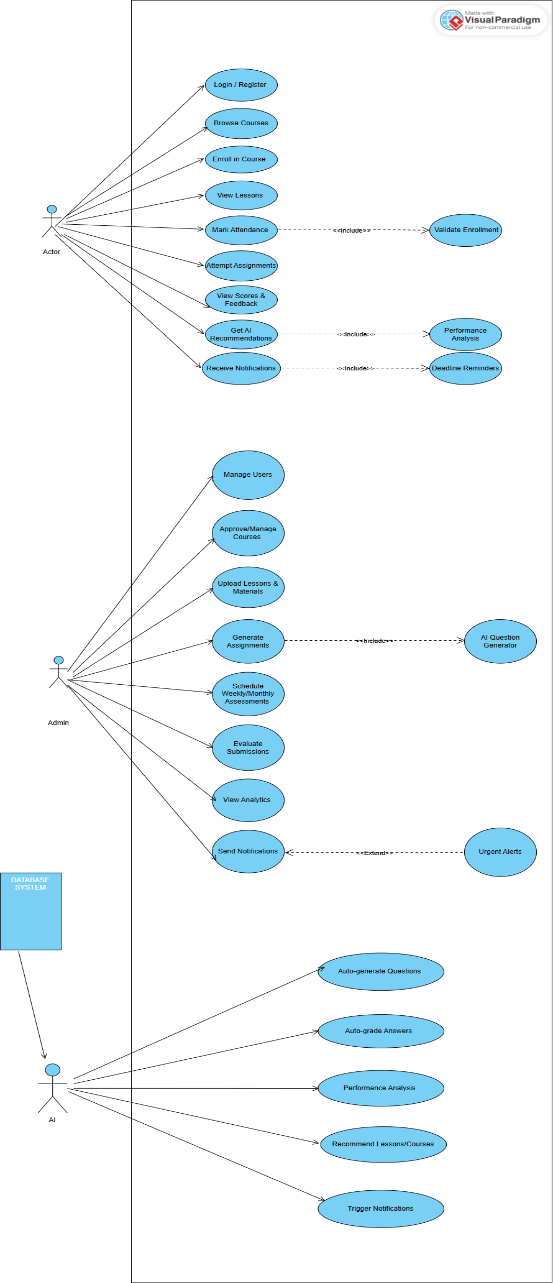 Made with
Visual Paradigm
For non-commercial use
Login / Register
Browse Courses
Enroll in Course
View Lessons
Mark Attendance
<<Include>>
Validate Enrollment
Actor
Attempt Assignments
View Scores &
Feedback
Get AI
Recommendations
<<Include>>
Performance
Analysis
Receive Notifications
<<Include>>
Deadline Reminders
Manage Users
Approve/Manage
Courses
Upload Lessons &
Materials
Generate
Assignments
<<Include>>
AI Question
Generator
Admin
Schedule
Weekly/Monthly
Assessments
Evaluate
Submissions
View Analytics
Send Notifications
<<Extend>>
Urgent Alerts
DATABASE
SYSTEM
Auto-generate Questions
Auto-grade Answers
Performance Analysis
AI
Recommend Lessons/Courses
Trigger Notifications